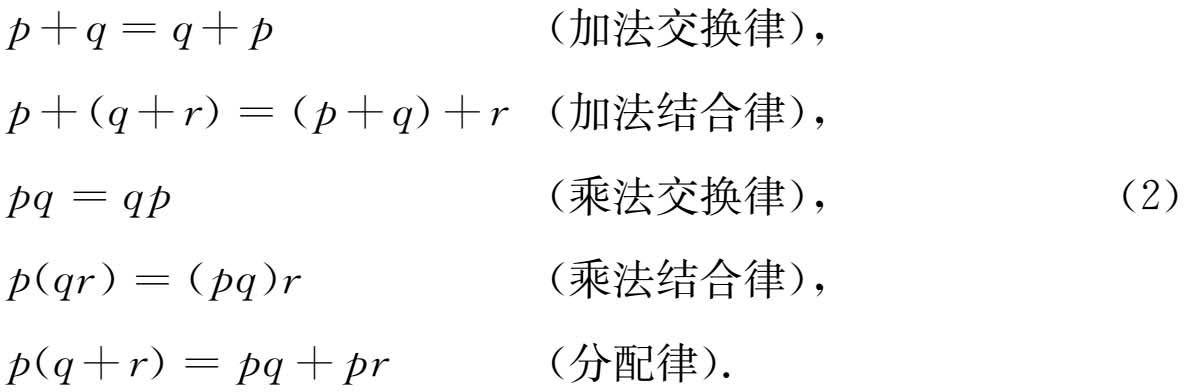 p+q=q+p （加法交换律），
p+(q+r)=(p+q)+r （加法结合律），
pq=qp （乘法交换律）， （2）
p(qr)=(pq)r （乘法结合律），
p(q+r)=pq+pr （分配律）.